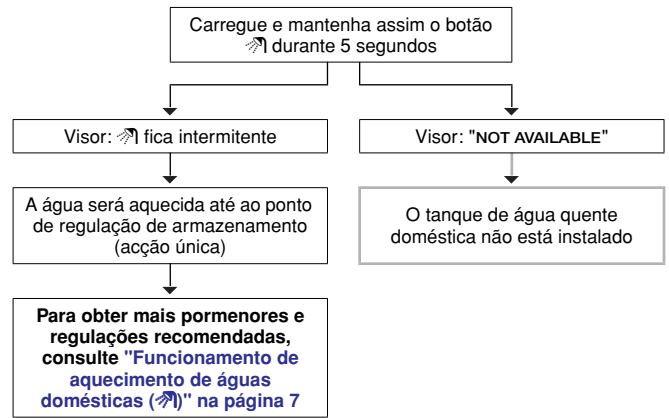 Carregue e mantenha assim o botão
durante 5 segundos
Visor: fica intermitente
Visor: "NOT AVAILABLE"
A água será aquecida até ao ponto
de regulação de armazenamento
(acção única)
O tanque de água quente
doméstica não está instalado
Para obter mais pormenores e
regulações recomendadas,
consulte "Funcionamento de
aquecimento de águas
domésticas ()" na página 7